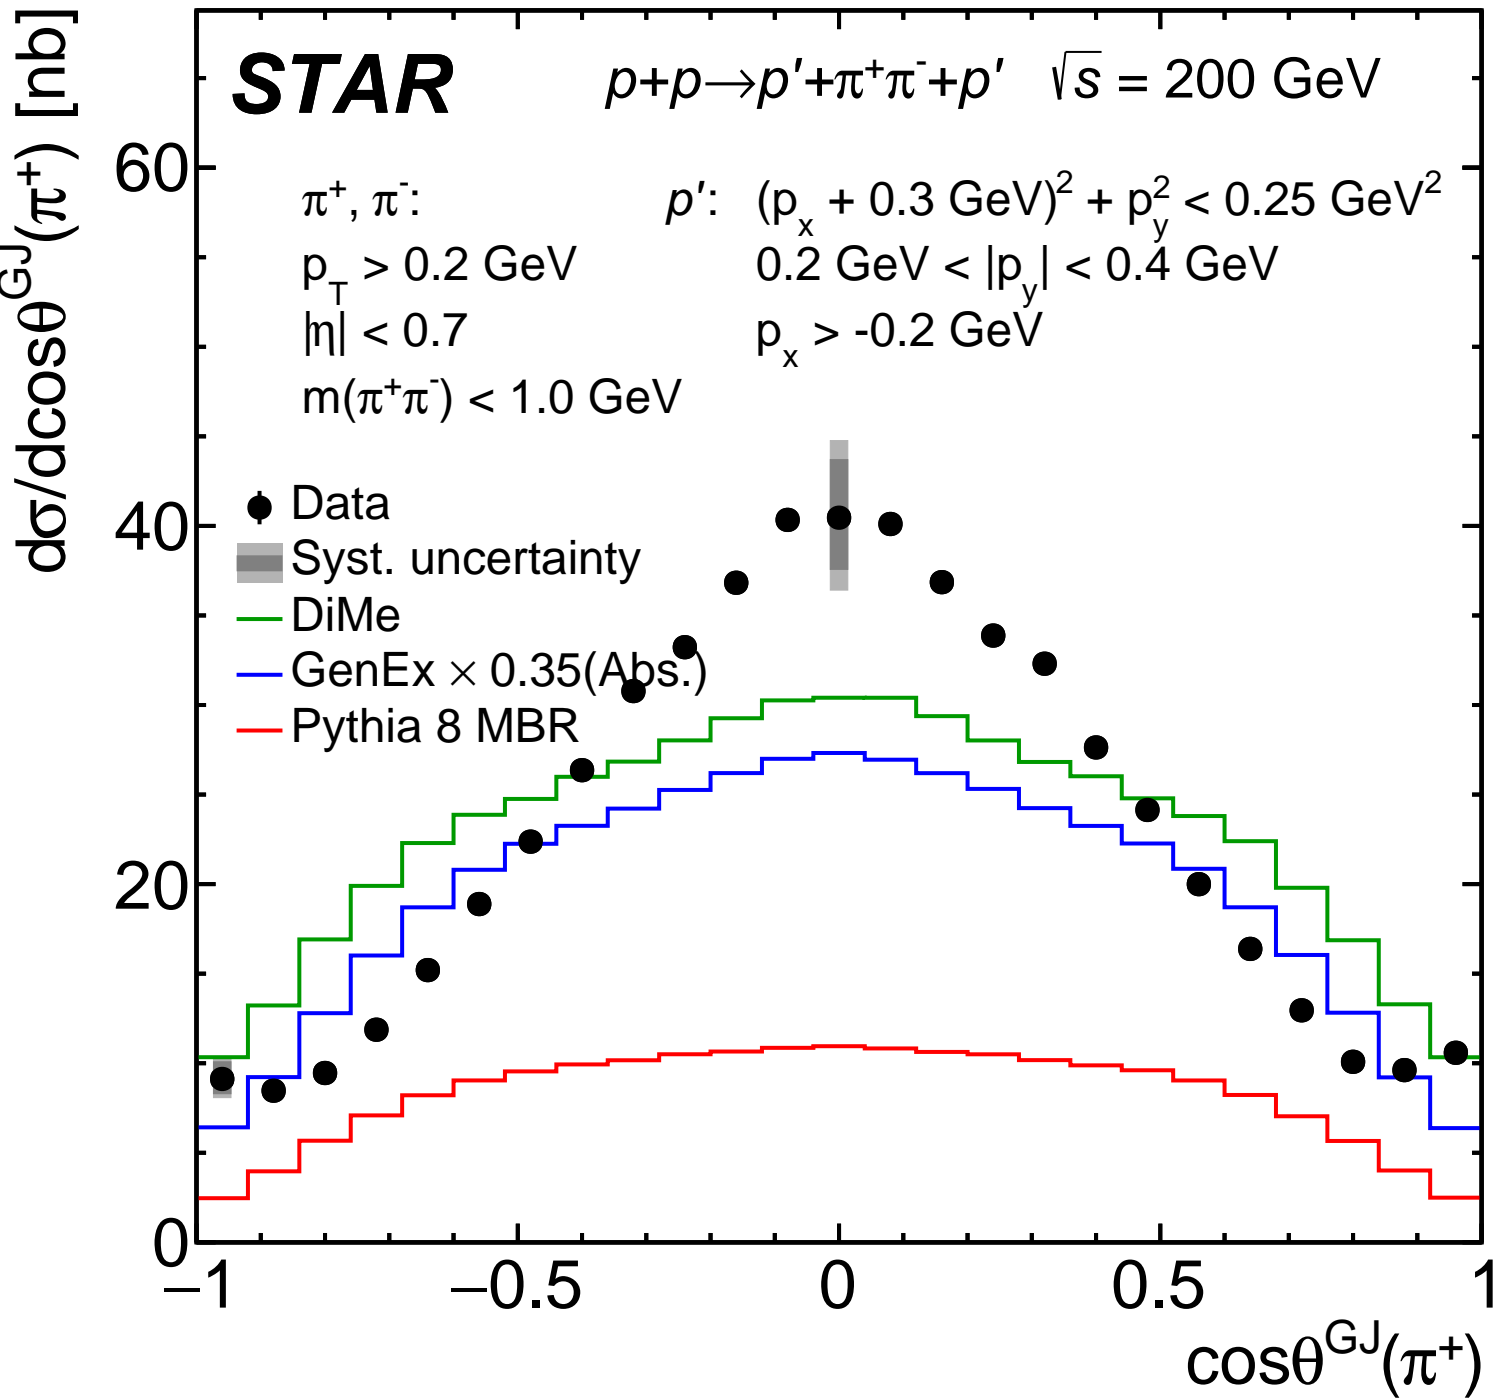 STAR p+p→p′+π⁺π⁻+p′ √s = 200 GeV
π⁺, π⁻: p′: (pₓ + 0.3 GeV)² + p_y² < 0.25 GeV²
p_T > 0.2 GeV 0.2 GeV < |p_y| < 0.4 GeV
|η| < 0.7 pₓ > -0.2 GeV
m(π⁺π⁻) < 1.0 GeV
Data
Syst. uncertainty
DiMe
GenEx × 0.35(Abs.)
Pythia 8 MBR
dσ/dcosθ^GJ(π⁺) [nb]
60
40
20
0
−1 −0.5 0 0.5 1
cosθ^GJ(π⁺)